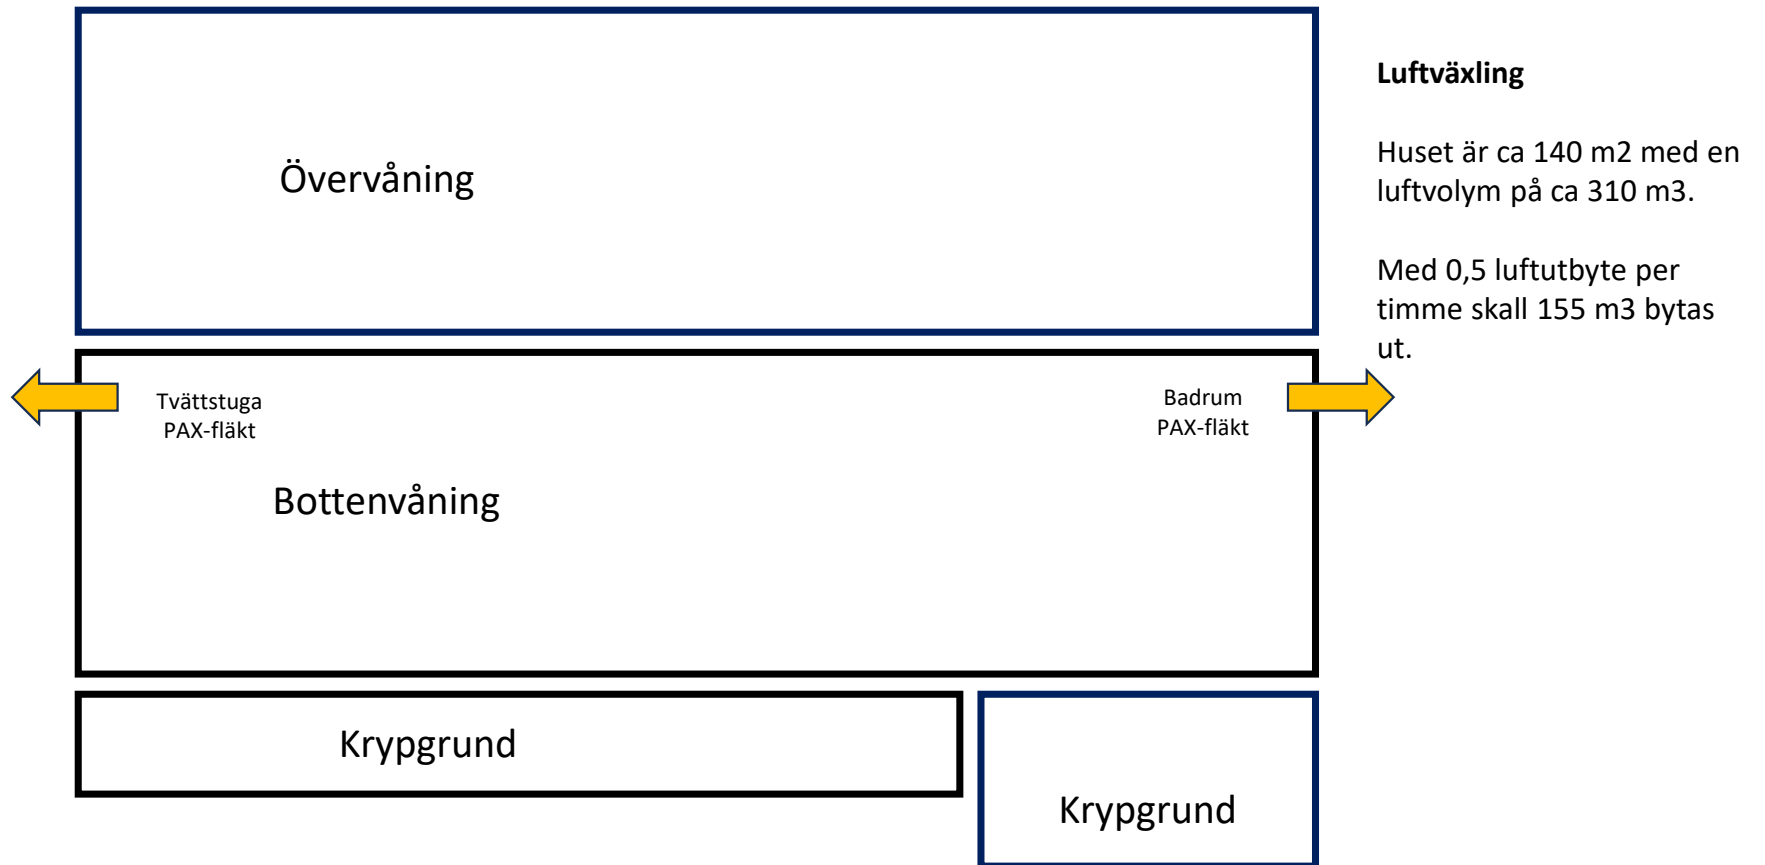 Luftväxling
Huset är ca 140 m2 med en
luftvolym på ca 310 m3.
Med 0,5 luftutbyte per
timme skall 155 m3 bytas
ut.
Övervåning
Tvättstuga
PAX-fläkt
Badrum
PAX-fläkt
Bottenvåning
Krypgrund
Krypgrund